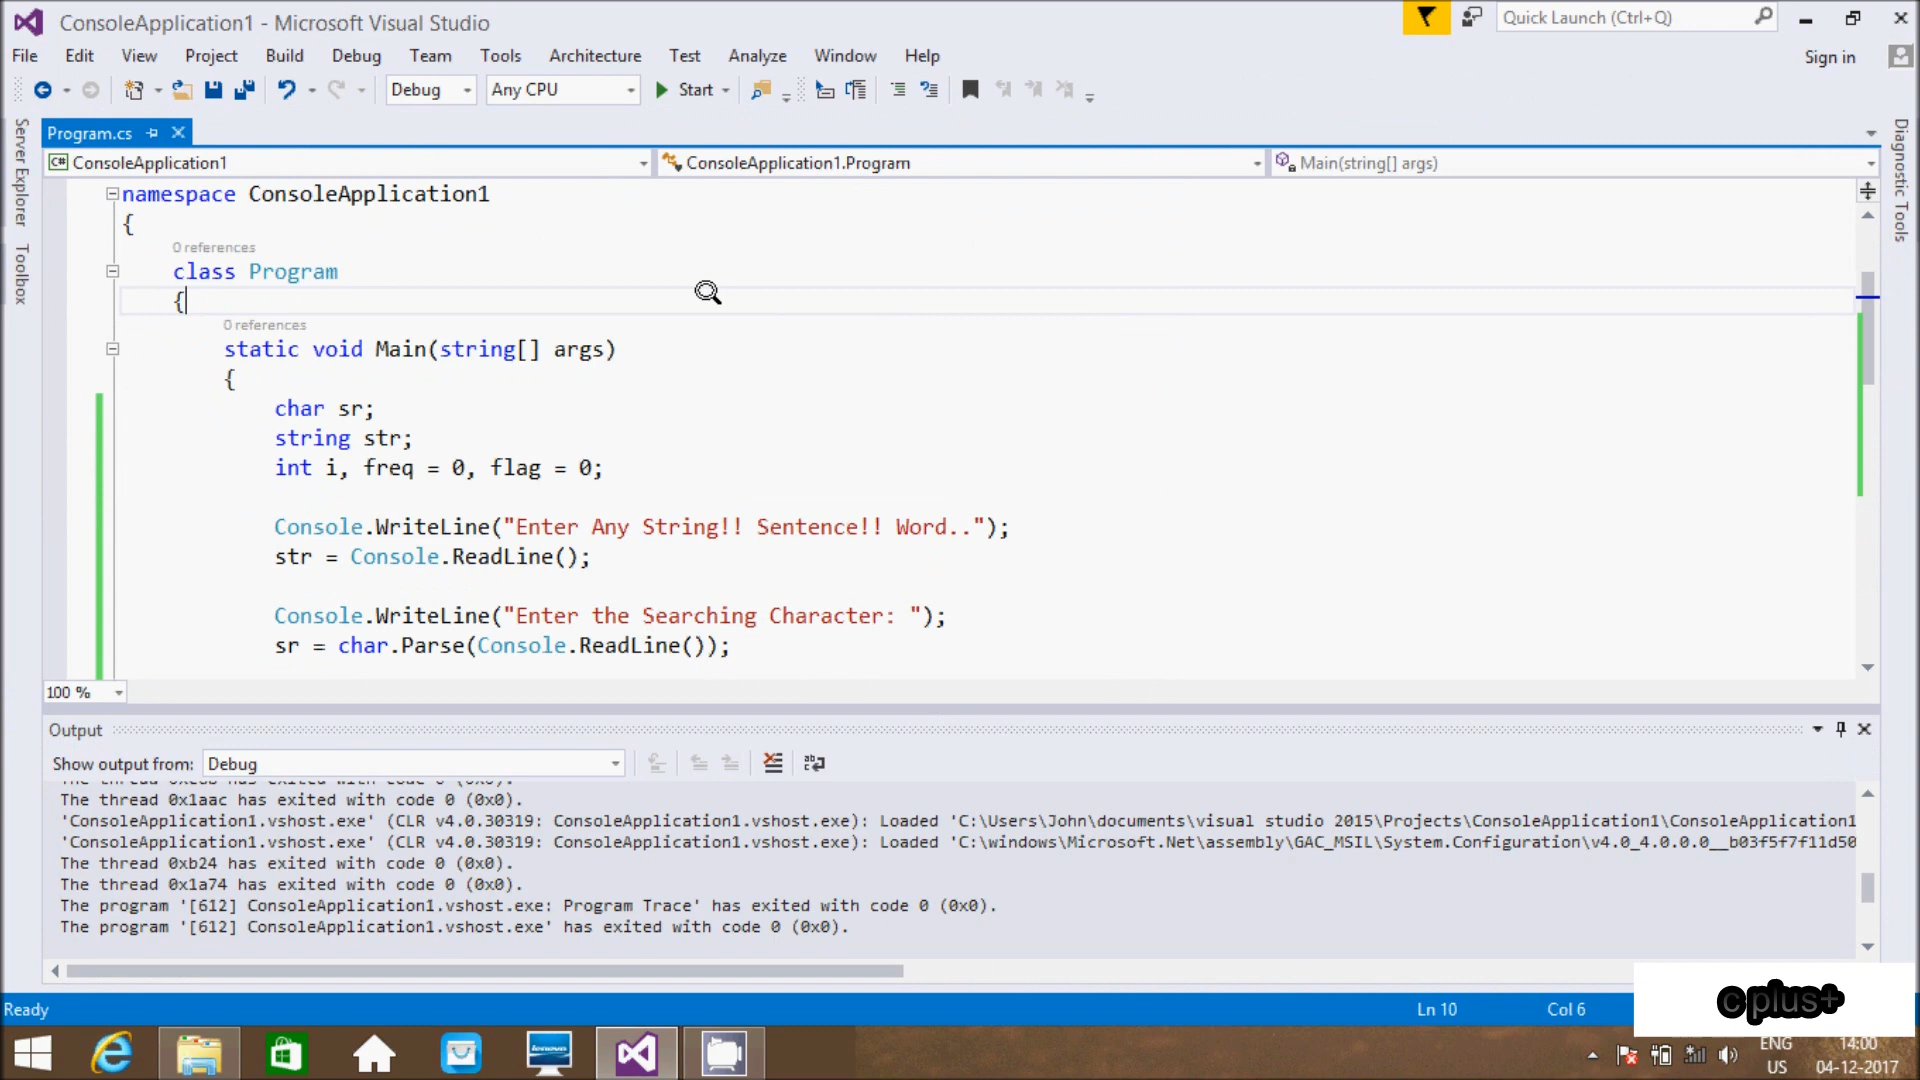 ConsoleApplication1 - Microsoft Visual Studio
Quick Launch (Ctrl+Q)
File Edit View Project Build Debug Team Tools Architecture Test Analyze Window Help
Sign in
Debug Any CPU Start
Server Explorer
Toolbox
Diagnostic Tools
Program.cs
ConsoleApplication1 ConsoleApplication1.Program Main(string[] args)
namespace ConsoleApplication1
{
0 references
class Program
{
0 references
static void Main(string[] args)
{
char sr;
string str;
int i, freq = 0, flag = 0;
Console.WriteLine("Enter Any String!! Sentence!! Word..");
str = Console.ReadLine();
Console.WriteLine("Enter the Searching Character: ");
sr = char.Parse(Console.ReadLine());
100 %
Output
Show output from: Debug
has exited with code 0 (0x0).
The thread 0x1aac has exited with code 0 (0x0).
'ConsoleApplication1.vshost.exe' (CLR v4.0.30319: ConsoleApplication1.vshost.exe): Loaded 'C:\Users\John\documents\visual studio 2015\Projects\ConsoleApplication1\ConsoleApplication1
'ConsoleApplication1.vshost.exe' (CLR v4.0.30319: ConsoleApplication1.vshost.exe): Loaded 'C:\windows\Microsoft.Net\assembly\GAC_MSIL\System.Configuration\v4.0_4.0.0.0__b03f5f7f11d50
The thread 0xb24 has exited with code 0 (0x0).
The thread 0x1a74 has exited with code 0 (0x0).
The program '[612] ConsoleApplication1.vshost.exe: Program Trace' has exited with code 0 (0x0).
The program '[612] ConsoleApplication1.vshost.exe' has exited with code 0 (0x0).
Ready
Ln 10 Col 6
c plus+
ENG
US
14:00
04-12-2017